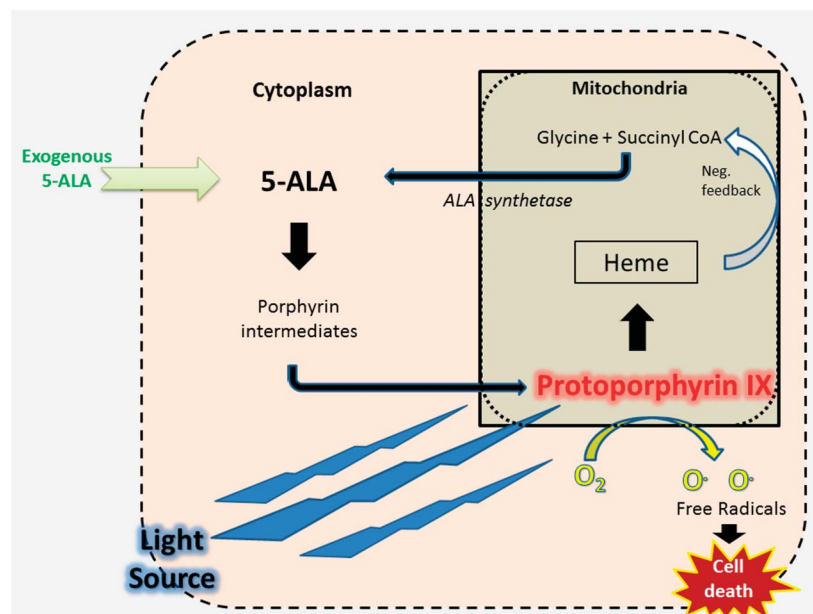 Cytoplasm
Mitochondria
Glycine + Succinyl CoA
Exogenous
5-ALA
5-ALA
Neg.
feedback
ALA synthetase
Heme
Porphyrin
intermediates
Protoporphyrin IX
O2
O· O·
Free Radicals
Light
Source
Cell
death